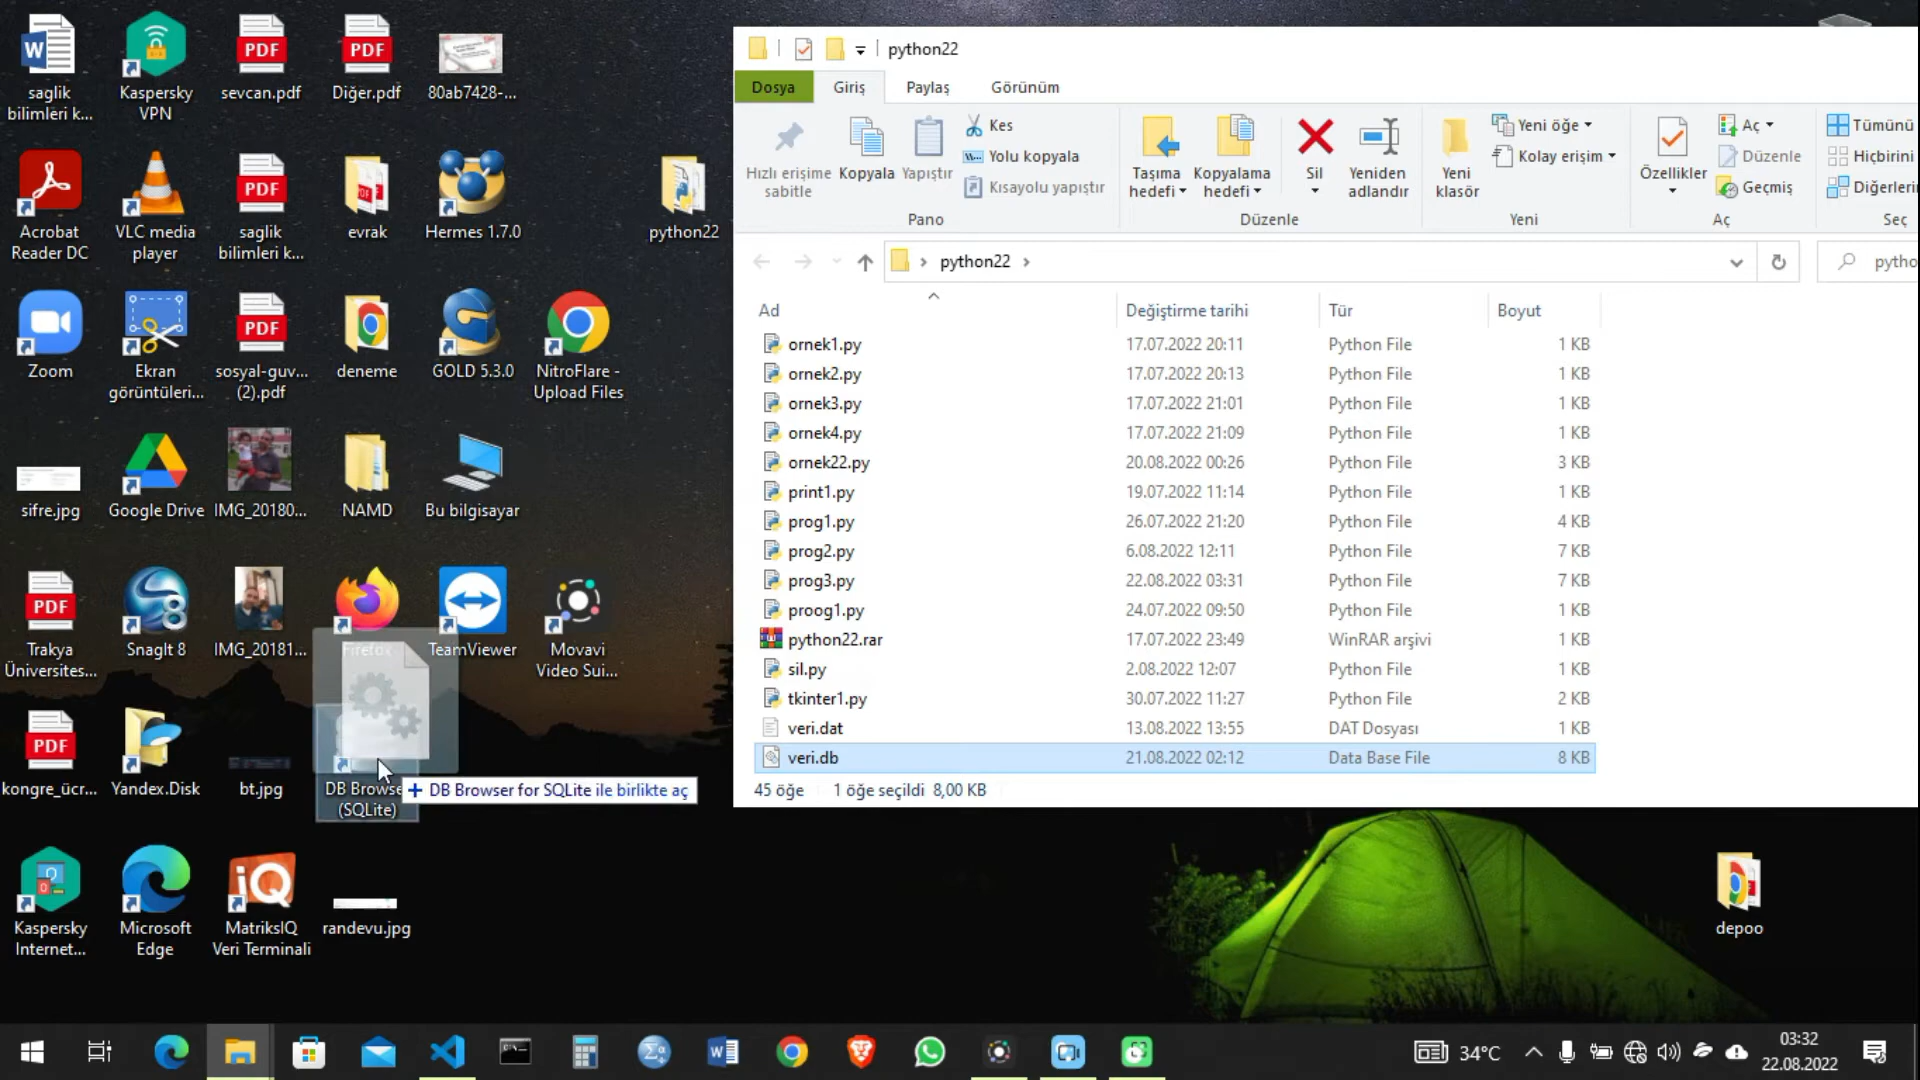 saglik
bilimleri k...
Kaspersky
VPN
sevcan.pdf
Diğer.pdf
80ab7428-...
Acrobat
Reader DC
VLC media
player
saglik
bilimleri k...
evrak
Hermes 1.7.0
python22
Zoom
Ekran
görüntüleri...
sosyal-guv...
(2).pdf
deneme
GOLD 5.3.0
NitroFlare -
Upload Files
sifre.jpg
Google Drive
IMG_20180...
NAMD
Bu bilgisayar
Trakya
Üniversites...
SnagIt 8
IMG_20181...
Firefox
TeamViewer
Movavi
Video Sui...
kongre_ücr...
Yandex.Disk
bt.jpg
DB Browse
(SQLite)
+ DB Browser for SQLite ile birlikte aç
Kaspersky
Internet...
Microsoft
Edge
MatriksIQ
Veri Terminali
randevu.jpg
depoo
PDF
PDF
PDF
PDF
PDF
PDF
iQ
python22
Dosya Giriş Paylaş Görünüm
Hızlı erişime
sabitle
Kopyala
Yapıştır
Kes
Yolu kopyala
Kısayolu yapıştır
Pano
Taşıma
hedefi
Kopyalama
hedefi
Sil
Yeniden
adlandır
Düzenle
Yeni
klasör
Yeni öğe
Kolay erişim
Yeni
Özellikler
Aç
Düzenle
Geçmiş
Aç
Tümünü
Hiçbirini
Diğerleri
Seç
python22
pytho
Ad Değiştirme tarihi Tür Boyut
ornek1.py 17.07.2022 20:11 Python File 1 KB
ornek2.py 17.07.2022 20:13 Python File 1 KB
ornek3.py 17.07.2022 21:01 Python File 1 KB
ornek4.py 17.07.2022 21:09 Python File 1 KB
ornek22.py 20.08.2022 00:26 Python File 3 KB
print1.py 19.07.2022 11:14 Python File 1 KB
prog1.py 26.07.2022 21:20 Python File 4 KB
prog2.py 6.08.2022 12:11 Python File 7 KB
prog3.py 22.08.2022 03:31 Python File 7 KB
proog1.py 24.07.2022 09:50 Python File 1 KB
python22.rar 17.07.2022 23:49 WinRAR arşivi 1 KB
sil.py 2.08.2022 12:07 Python File 1 KB
tkinter1.py 30.07.2022 11:27 Python File 2 KB
veri.dat 13.08.2022 13:55 DAT Dosyası 1 KB
veri.db 21.08.2022 02:12 Data Base File 8 KB
45 öğe 1 öğe seçildi 8,00 KB
34°C
03:32
22.08.2022